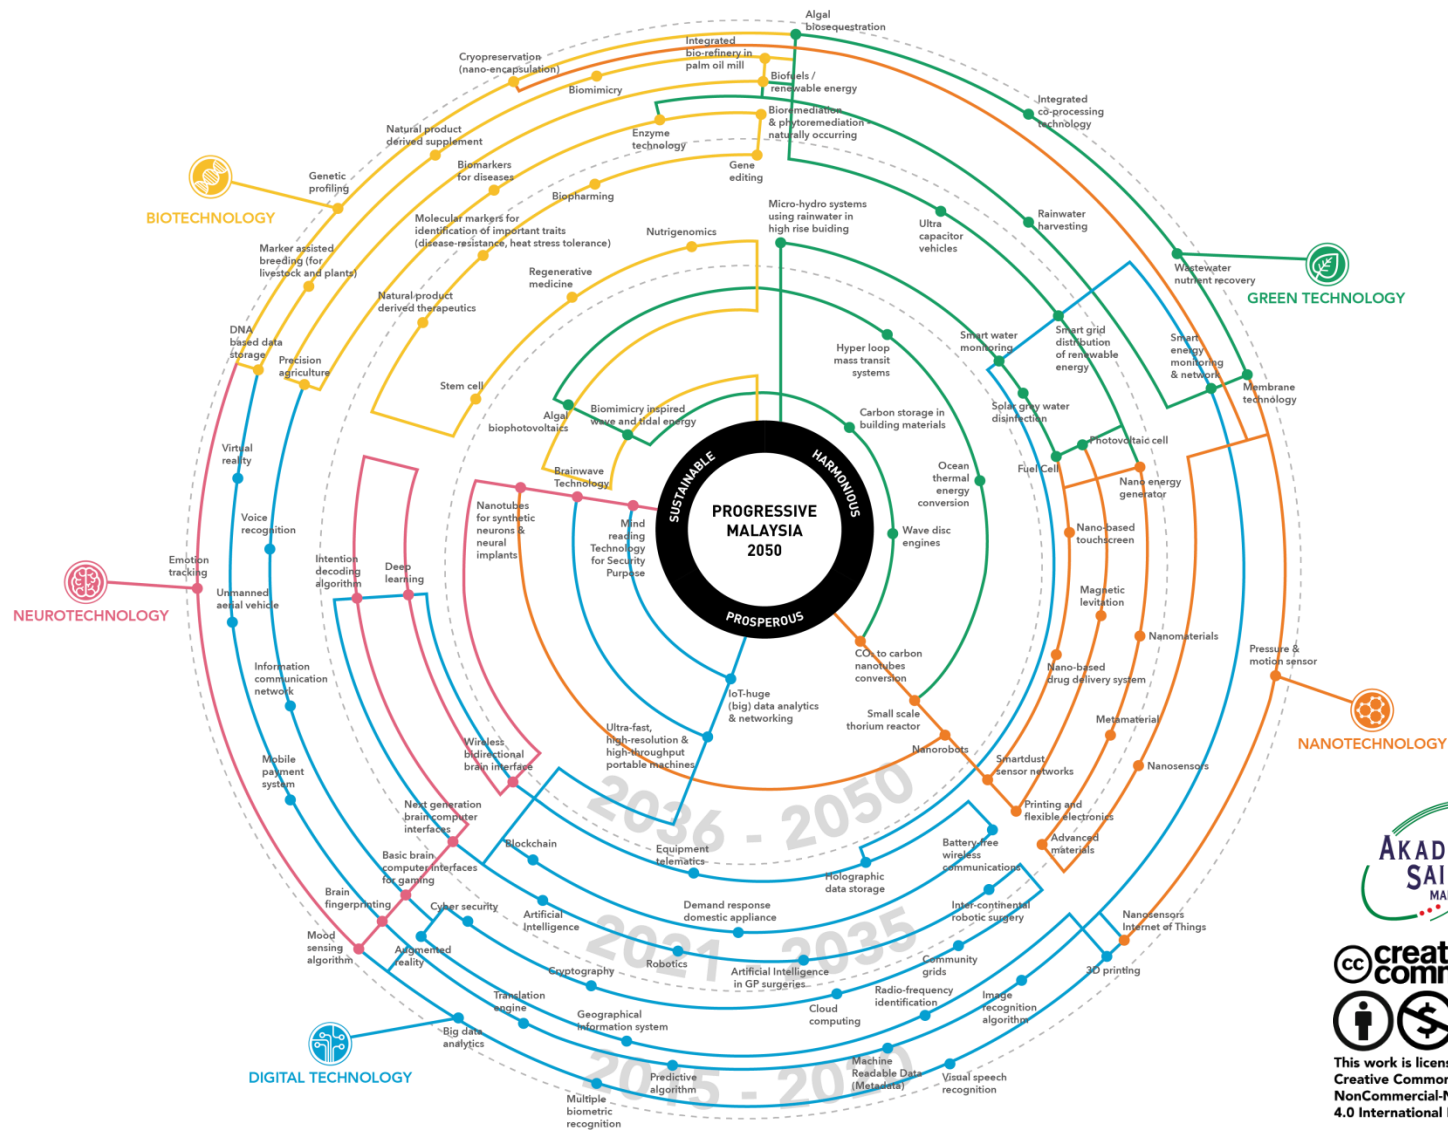 Algal
biosequestration
Cryopreservation
(nano-encapsulation)
Integrated
bio-refinery in
palm oil mill
Biomimicry
Biofuels /
renewable energy
Integrated
co-processing
technology
Natural product
derived supplement
Enzyme
technology
Bioremediation
& phytoremediation -
naturally occurring
Genetic
profiling
Biomarkers
for diseases
Gene
editing
BIOTECHNOLOGY
Biopharming
Marker assisted
breeding (for
livestock and plants)
Molecular markers for
identification of important traits
(disease-resistance, heat stress tolerance)
Nutrigenomics
Micro-hydro systems
using rainwater in
high rise buiding
Ultra
capacitor
vehicles
Rainwater
harvesting
Wastewater
nutrient recovery
GREEN TECHNOLOGY
Regenerative
medicine
Natural product
derived therapeutics
DNA
based data
storage
Precision
agriculture
Stem cell
Hyper loop
mass transit
systems
Smart water
monitoring
Smart grid
distribution
of renewable
energy
Smart
energy
monitoring
& network
Membrane
technology
Algal
biophotovoltaics
Biomimicry inspired
wave and tidal energy
Carbon storage in
building materials
Solar grey water
disinfection
Photovoltaic cell
Fuel Cell
Nano energy
generator
Virtual
reality
Brainwave
Technology
SUSTAINABLE
HARMONIOUS
PROSPEROUS
PROGRESSIVE
MALAYSIA
2050
Ocean
thermal
energy
conversion
Voice
recognition
Nanotubes
for synthetic
neurons &
neural
implants
Mind
reading
Technology
for Security
Purpose
Wave disc
engines
Nano-based
touchscreen
Emotion
tracking
Intention
decoding
algorithm
Deep
learning
NEUROTECHNOLOGY
Unmanned
aerial vehicle
Magnetic
levitation
Nanomaterials
Information
communication
network
CO₂ to carbon
nanotubes
conversion
Nano-based
drug delivery system
Pressure &
motion sensor
IoT-huge
(big) data analytics
& networking
Small scale
thorium reactor
Metamaterial
NANOTECHNOLOGY
Ultra-fast,
high-resolution &
high-throughput
portable machines
Nanorobots
Wireless
bidirectional
brain interface
Smartdust
sensor networks
Nanosensors
Mobile
payment
system
2036 - 2050
Next generation
brain computer
interfaces
Printing and
flexible electronics
Blockchain
Equipment
telematics
Battery-free
wireless
communications
Advanced
materials
Basic brain
computer interfaces
for gaming
Holographic
data storage
Brain
fingerprinting
Cyber security
Artificial
Intelligence
Demand response
domestic appliance
Inter-continental
robotic surgery
Nanosensors
Internet of Things
Mood
sensing
algorithm
Augmented
reality
2021 - 2035
Robotics
Artificial Intelligence
in GP surgeries
Community
grids
3D printing
Cryptography
Translation
engine
Cloud
computing
Radio-frequency
identification
Image
recognition
algorithm
Big data
analytics
Geographical
Information system
DIGITAL TECHNOLOGY
Predictive
algorithm
Machine
Readable Data
(Metadata)
Visual speech
recognition
Multiple
biometric
recognition
cc
This work is
Creative
4.0 International